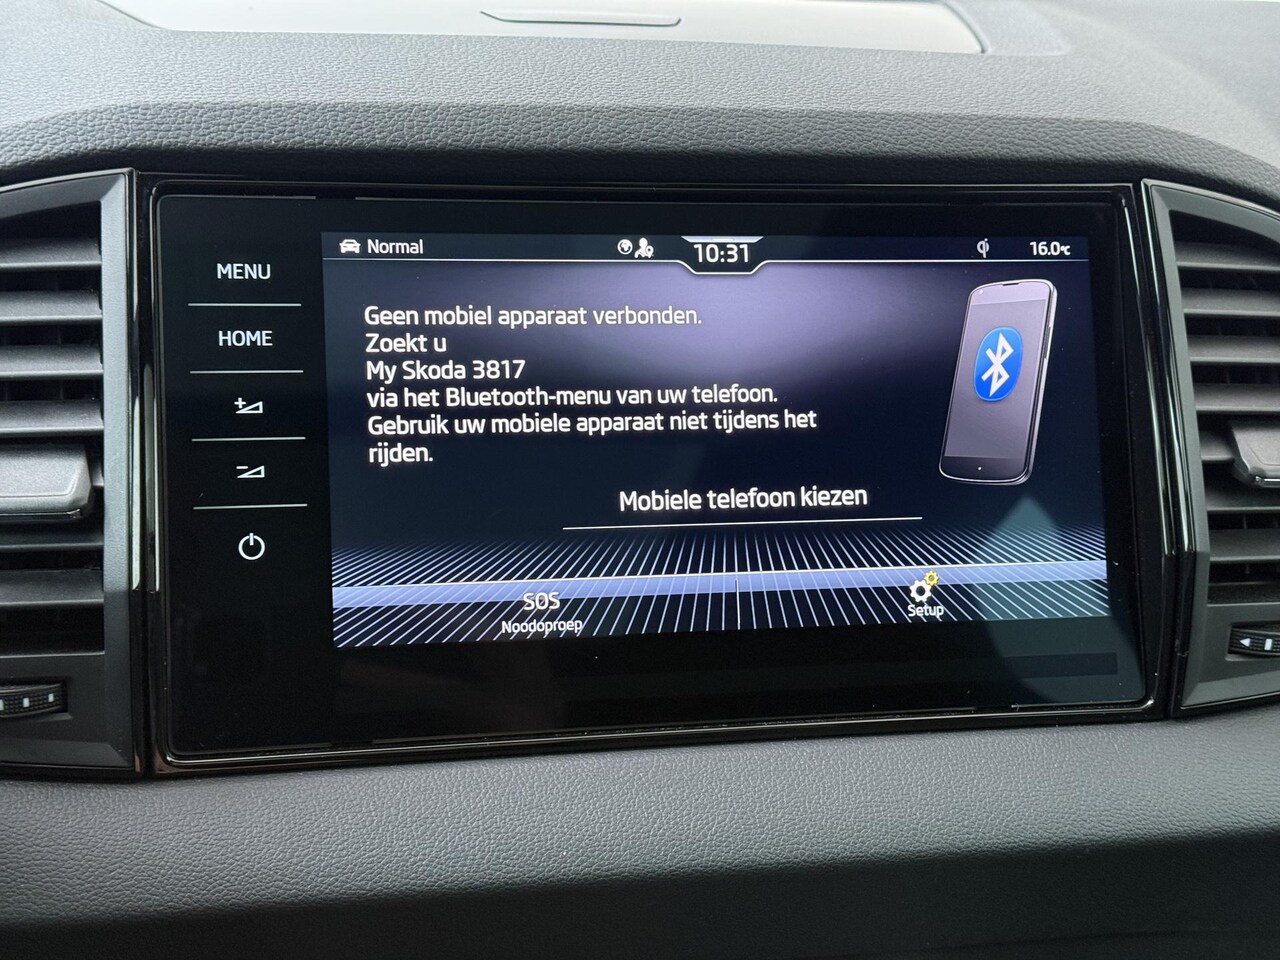 Normal 10:31 16.0°C
MENU
HOME
Geen mobiel apparaat verbonden.
Zoekt u
My Skoda 3817
via het Bluetooth-menu van uw telefoon.
Gebruik uw mobiele apparaat niet tijdens het
rijden.
Mobiele telefoon kiezen
SOS
Noodoproep
Setup